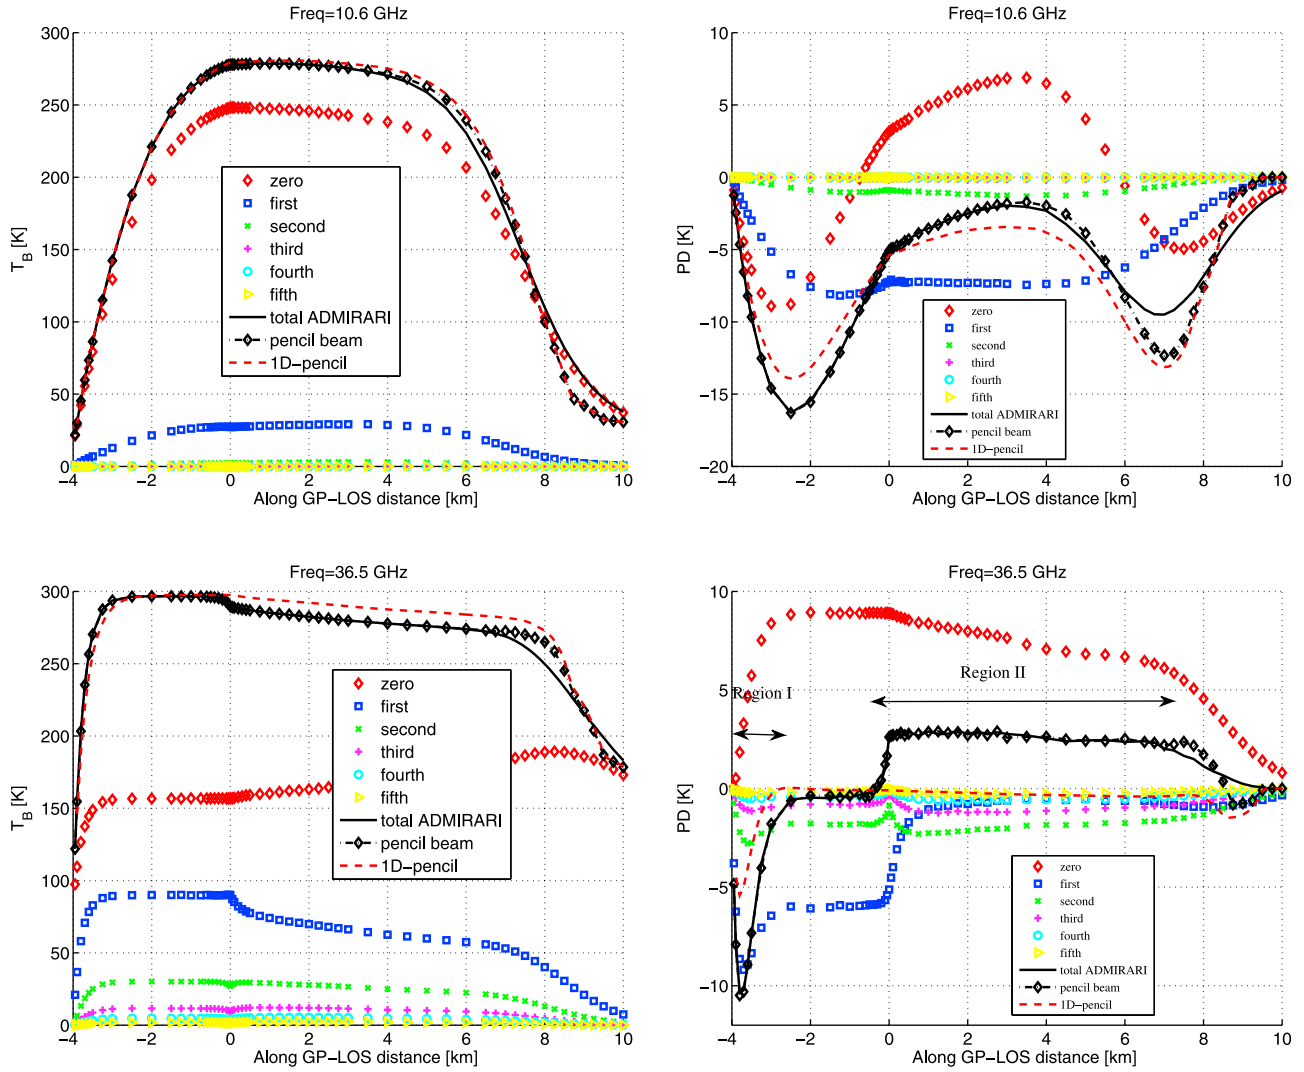 Freq=10.6 GHz
300
250
200
150
100
50
0
T_B [K]
−4
−2
0
2
4
6
8
10
Along GP−LOS distance [km]
zero
first
second
third
fourth
fifth
total ADMIRARI
pencil beam
1D−pencil
Freq=10.6 GHz
10
5
0
−5
−10
−15
−20
PD [K]
−4
−2
0
2
4
6
8
10
Along GP−LOS distance [km]
zero
first
second
third
fourth
fifth
total ADMIRARI
pencil beam
1D−pencil
Freq=36.5 GHz
300
250
200
150
100
50
0
T_B [K]
−4
−2
0
2
4
6
8
10
Along GP−LOS distance [km]
zero
first
second
third
fourth
fifth
total ADMIRARI
pencil beam
1D−pencil
Freq=36.5 GHz
10
5
0
−5
−10
PD [K]
Region I
Region II
−4
−2
0
2
4
6
8
10
Along GP−LOS distance [km]
zero
first
second
third
fourth
fifth
total ADMIRARI
pencil beam
1D−pencil